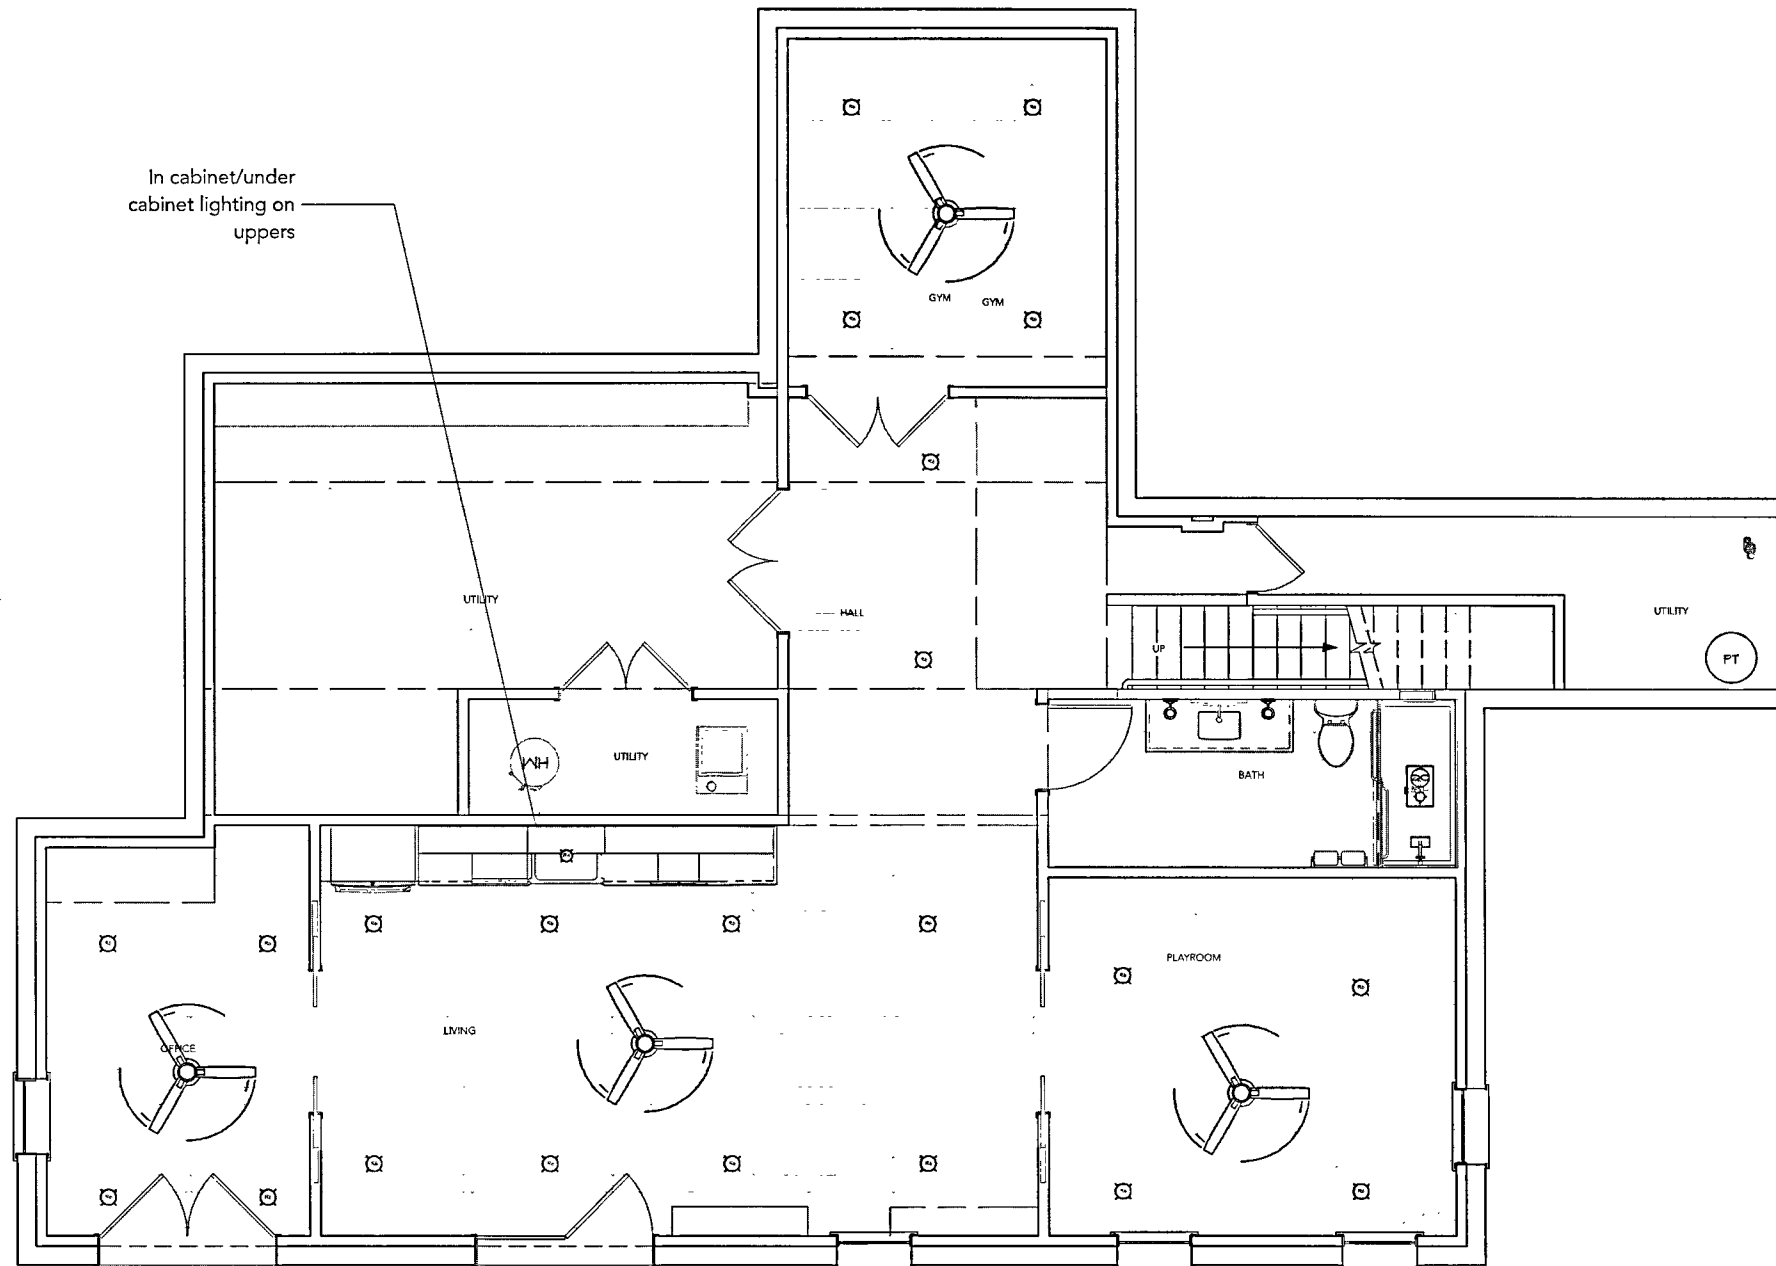 In cabinet/under
cabinet lighting on
uppers
GYM
GYM
UTILITY
HALL
UTILITY
UP
PT
WH
UTILITY
BATH
PLAYROOM
LIVING
OFFICE